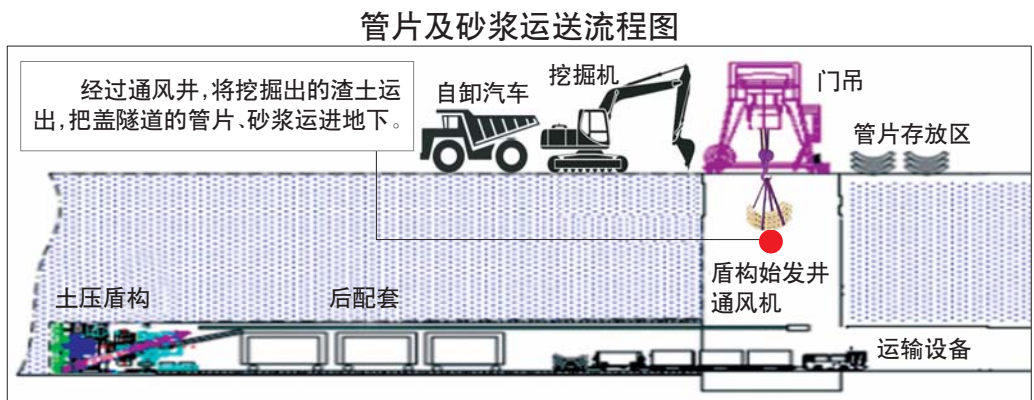 管片及砂浆运送流程图
经过通风井,将挖掘出的渣土运
出,把盖隧道的管片、砂浆运进地下。
自卸汽车
挖掘机
门吊
管片存放区
盾构始发井
通风机
土压盾构
后配套
运输设备